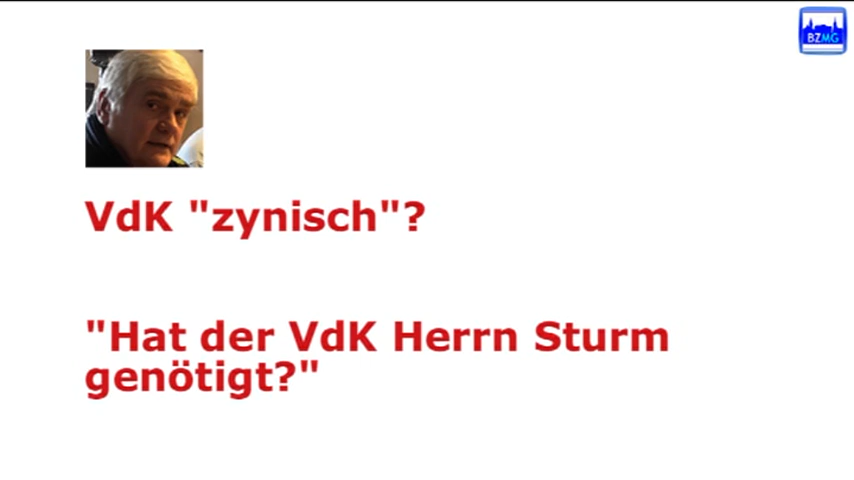 BZMG
VdK "zynisch"?
"Hat der VdK Herrn Sturm
genötigt?"